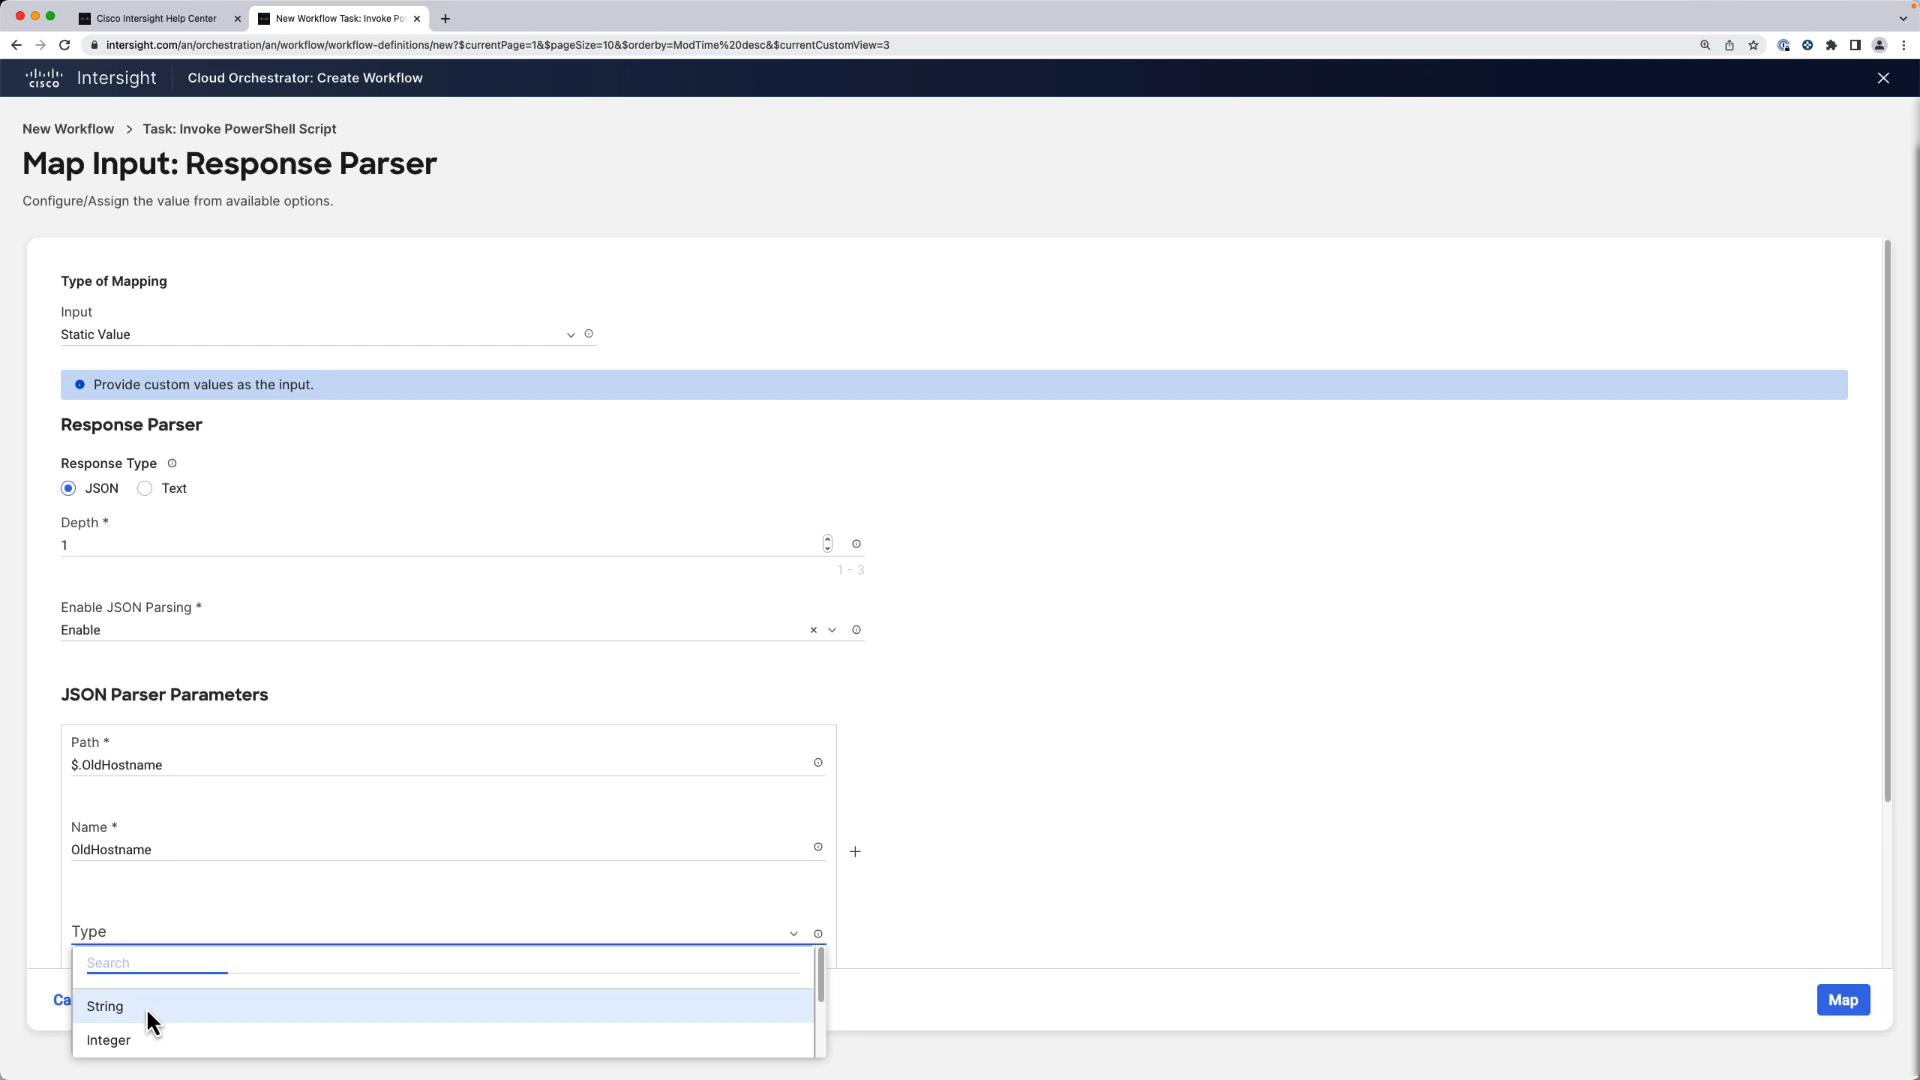 Cisco Intersight Help Center
New Workflow Task: Invoke Po
intersight.com/an/orchestration/an/workflow/workflow-definitions/new?$currentPage=1&$pageSize=10&$orderby=ModTime%20desc&$currentCustomView=3
CISCO Intersight Cloud Orchestrator: Create Workflow
New Workflow > Task: Invoke PowerShell Script
Map Input: Response Parser
Configure/Assign the value from available options.
Type of Mapping
Input
Static Value
Provide custom values as the input.
Response Parser
Response Type
JSON Text
Depth *
1
1 - 3
Enable JSON Parsing *
Enable
JSON Parser Parameters
Path *
$.OldHostname
Name *
OldHostname
Type
Search
Ca
String
Map
Integer